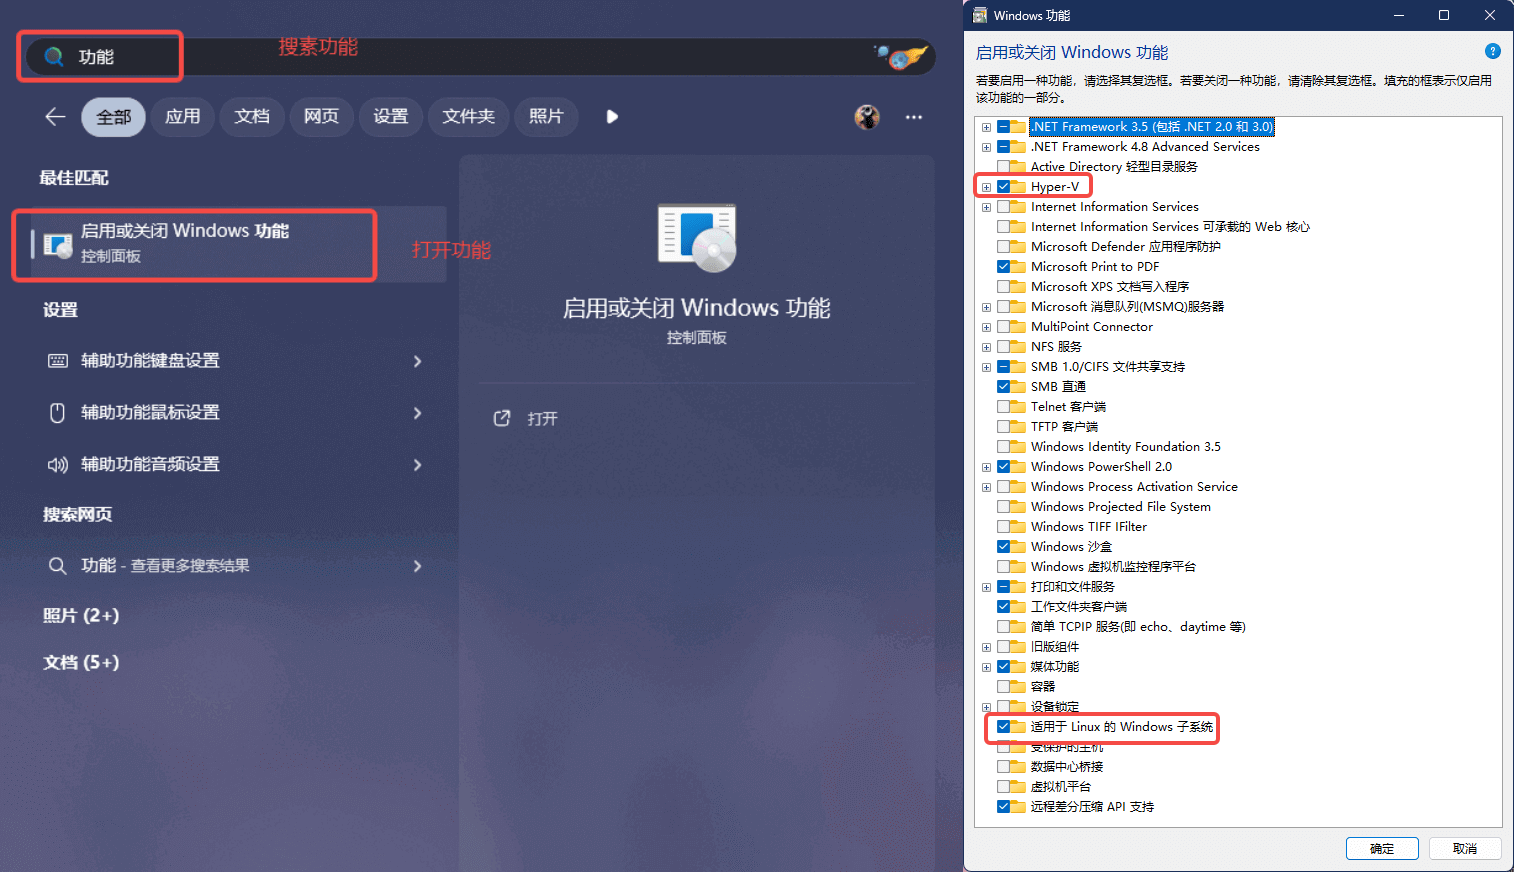 功能
搜素功能
全部
应用
文档
网页
设置
文件夹
照片
最佳匹配
启用或关闭 Windows 功能
控制面板
打开功能
设置
辅助功能键盘设置
辅助功能鼠标设置
辅助功能音频设置
搜索网页
功能 - 查看更多搜索结果
照片 (2+)
文档 (5+)
启用或关闭 Windows 功能
控制面板
打开
Windows 功能
启用或关闭 Windows 功能
若要启用一种功能，请选择其复选框。若要关闭一种功能，请清除其复选框。填充的框表示仅启用
该功能的一部分。
.NET Framework 3.5 (包括 .NET 2.0 和 3.0)
.NET Framework 4.8 Advanced Services
Active Directory 轻型目录服务
Hyper-V
Internet Information Services
Internet Information Services 可承载的 Web 核心
Microsoft Defender 应用程序防护
Microsoft Print to PDF
Microsoft XPS 文档写入程序
Microsoft 消息队列(MSMQ)服务器
MultiPoint Connector
NFS 服务
SMB 1.0/CIFS 文件共享支持
SMB 直通
Telnet 客户端
TFTP 客户端
Windows Identity Foundation 3.5
Windows PowerShell 2.0
Windows Process Activation Service
Windows Projected File System
Windows TIFF IFilter
Windows 沙盒
Windows 虚拟机监控程序平台
打印和文件服务
工作文件夹客户端
简单 TCPIP 服务(即 echo、daytime 等)
旧版组件
媒体功能
容器
设备锁定
适用于 Linux 的 Windows 子系统
受保护的主机
数据中心桥接
虚拟机平台
远程差分压缩 API 支持
确定
取消